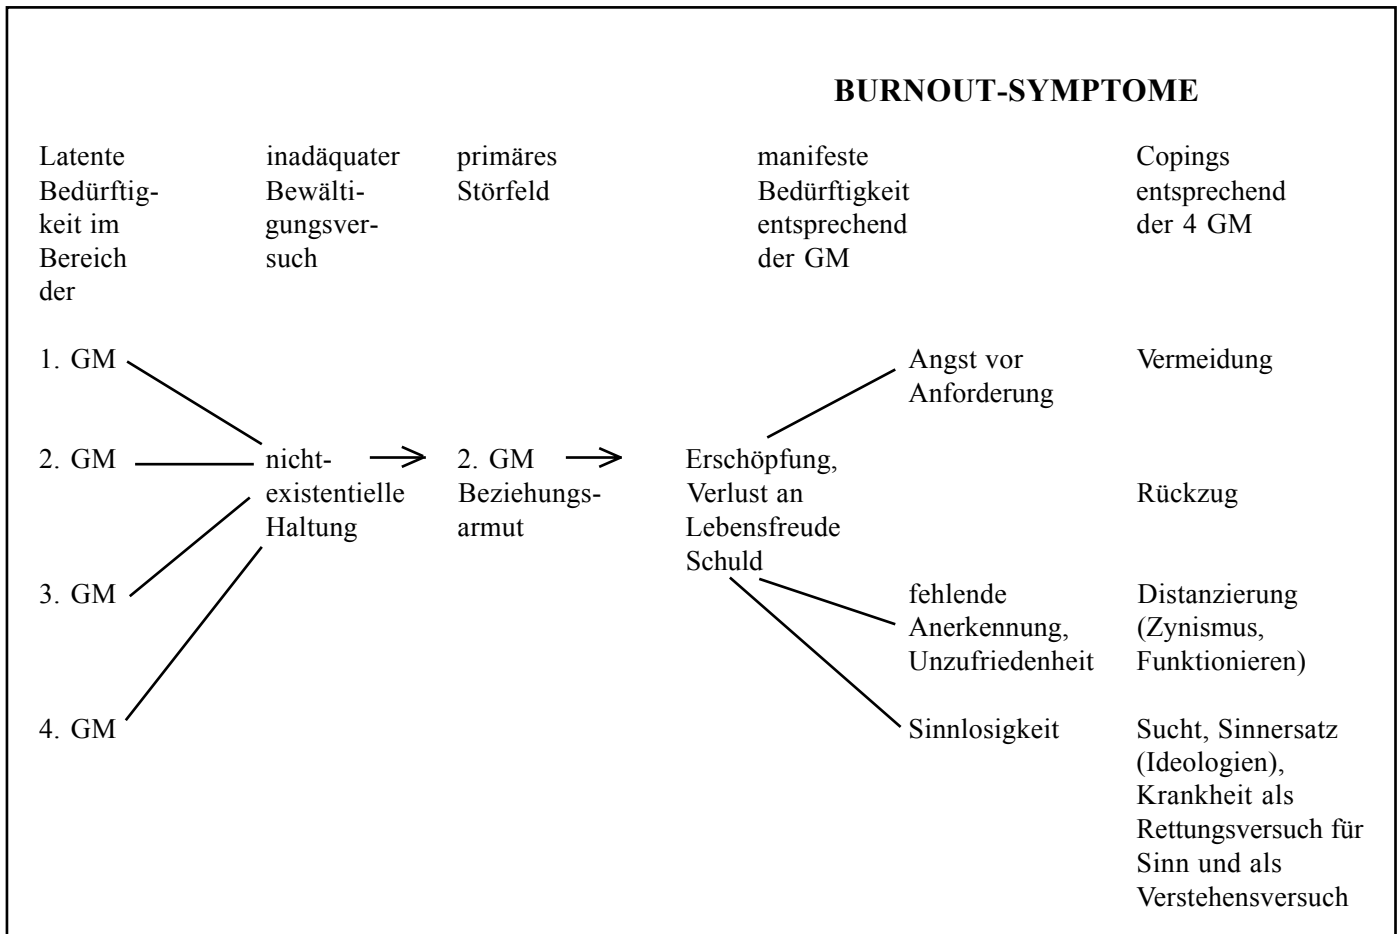 BURNOUT-SYMPTOME
Latente inadäquater primäres manifeste Copings
Bedürftig- Bewälti- Störfeld Bedürftigkeit entsprechend
keit im gungsver- entsprechend der 4 GM
Bereich such der GM
der
1. GM Angst vor Vermeidung
Anforderung
2. GM nicht- 2. GM Erschöpfung,
existentielle Beziehungs- Verlust an Rückzug
Haltung armut Lebensfreude
Schuld
3. GM fehlende Distanzierung
Anerkennung, (Zynismus,
Unzufriedenheit Funktionieren)
4. GM Sinnlosigkeit Sucht, Sinnersatz
(Ideologien),
Krankheit als
Rettungsversuch für
Sinn und als
Verstehensversuch